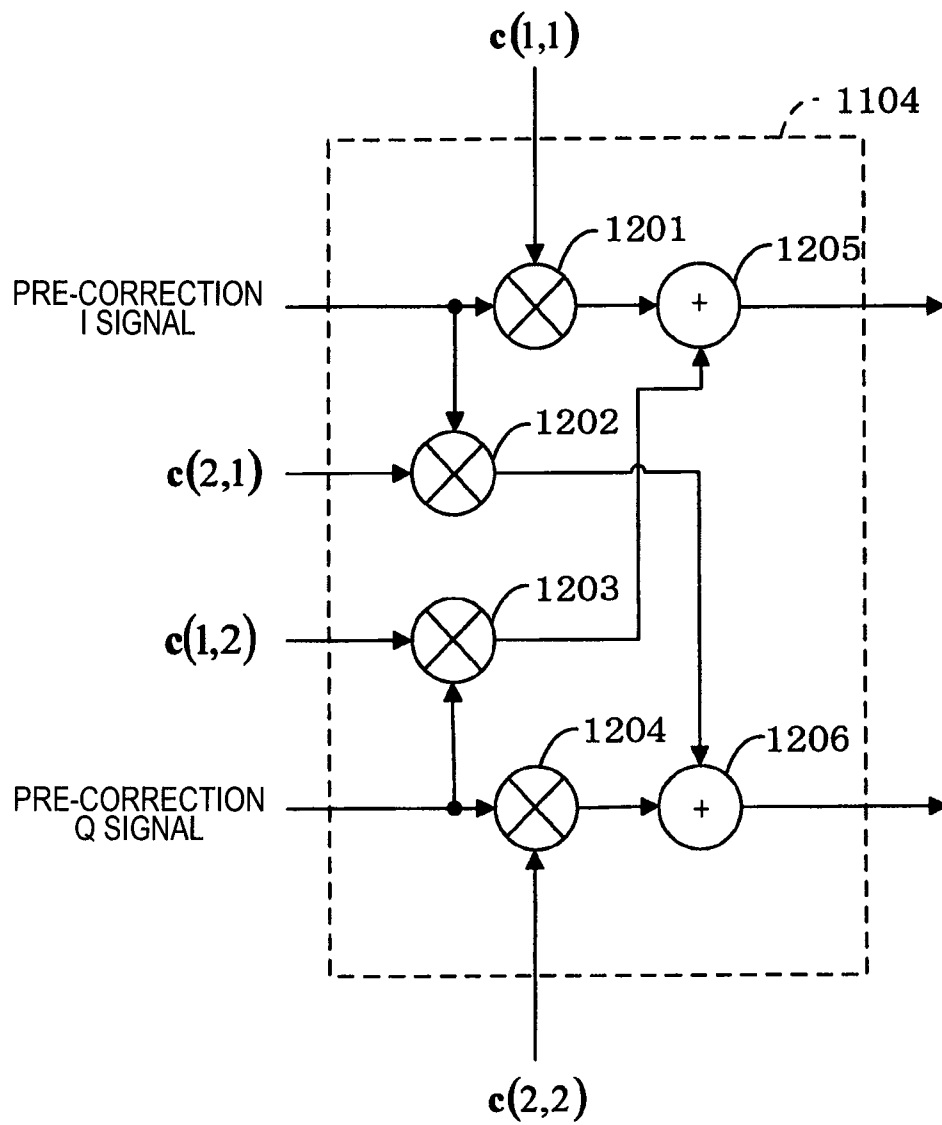 c(1,1)
1104
1201
1205
PRE-CORRECTION
I SIGNAL
+
1202
c(2,1)
1203
c(1,2)
1204
1206
PRE-CORRECTION
Q SIGNAL
+
c(2,2)